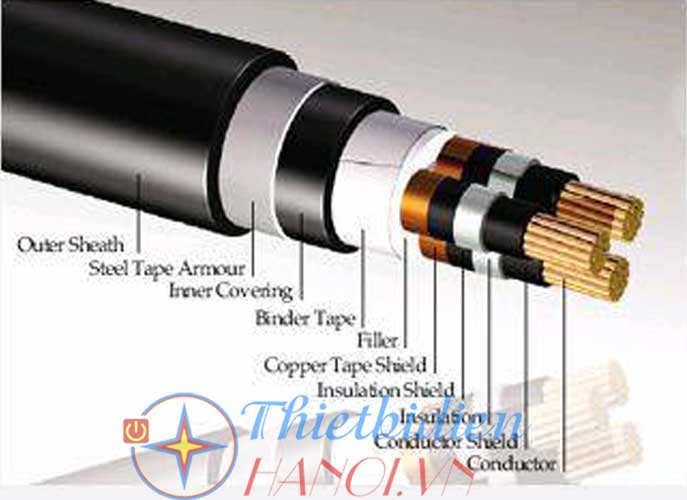 Outer Sheath
Steel Tape Armour
Inner Covering
Binder Tape
Filler
Copper Tape Shield
Insulation Shield
Insulation
Conductor Shield
Conductor
Thietbidien
HANOI.VN